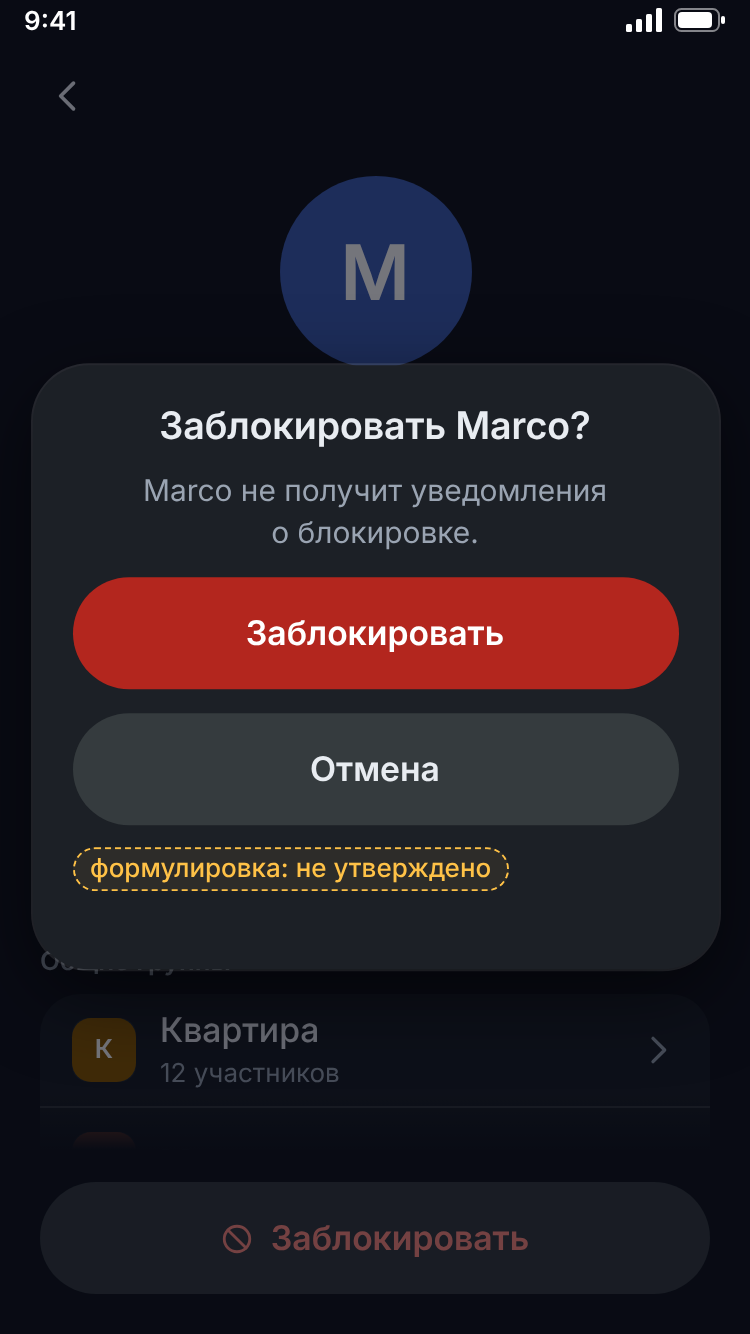 9:41
M
Заблокировать Marco?
Marco не получит уведомления
о блокировке.
Заблокировать
Отмена
формулировка: не утверждено
К
Квартира
12 участников
Заблокировать